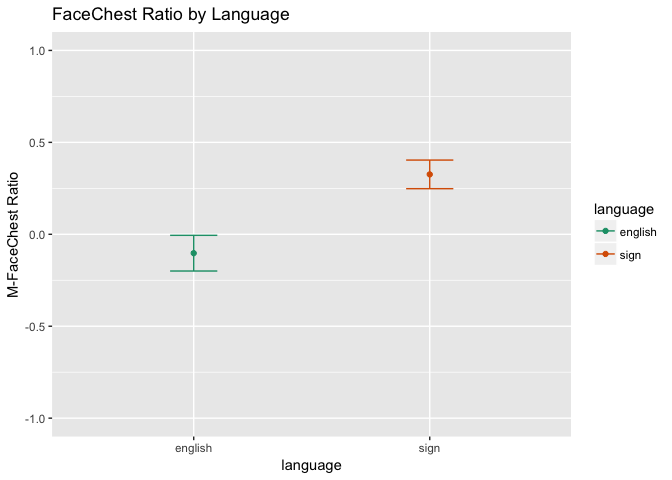 FaceChest Ratio by Language
M-FaceChest Ratio
1.0
0.5
0.0
-0.5
-1.0
english
sign
language
language
english
sign